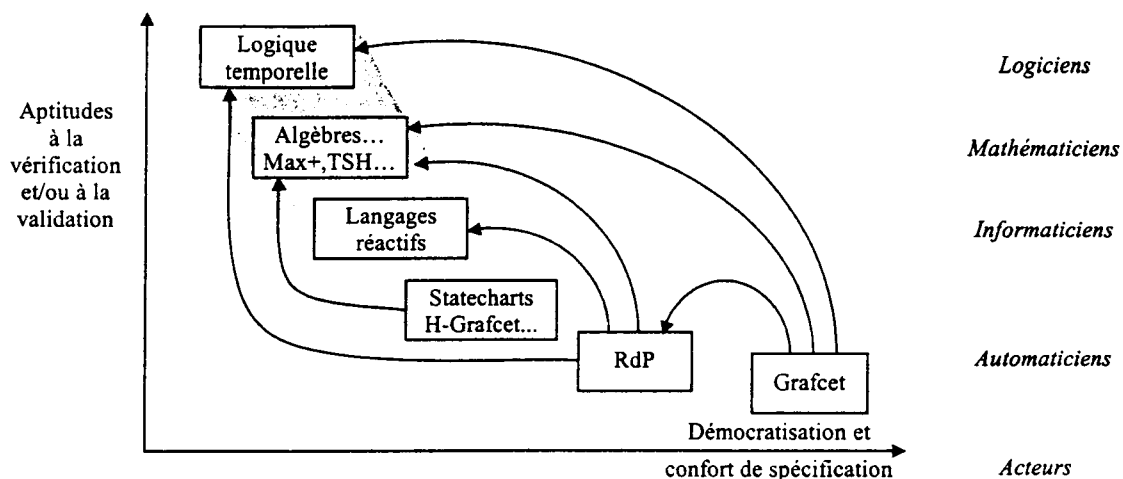 Logique
temporelle
Logiciens
Aptitudes
à la
vérification
et/ou à la
validation
Algèbres...
Max+,TSH...
Mathématiciens
Langages
réactifs
Informaticiens
Statecharts
H-Grafcet...
RdP
Grafcet
Automaticiens
Démocratisation et
confort de spécification
Acteurs